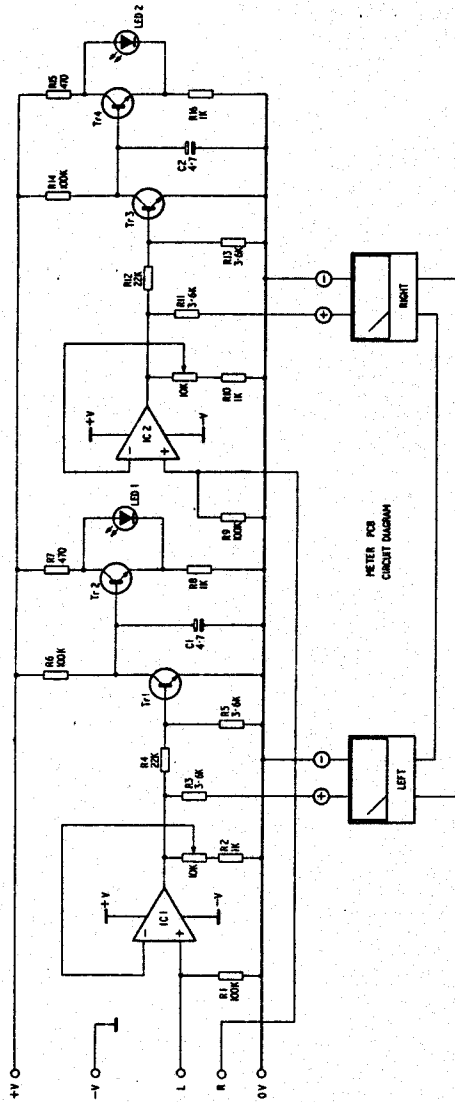 +V
−V
L
R
0V
R1
100K
IC1
−
+
+V
−V
10K
R2
1K
R3
3·6K
R4
22K
R5
3·6K
Tr1
R6
100K
C1
4·7
Tr2
R7
470
R8
1K
LED 1
R9
100K
IC 2
−
+
+V
−V
10K
R10
1K
R11
3·6K
R12
22K
R13
3·6K
Tr3
R14
100K
C2
4·7
Tr4
R15
470
R16
1K
LED 2
+
−
LEFT
+
−
RIGHT
METER PCB
CIRCUIT DIAGRAM